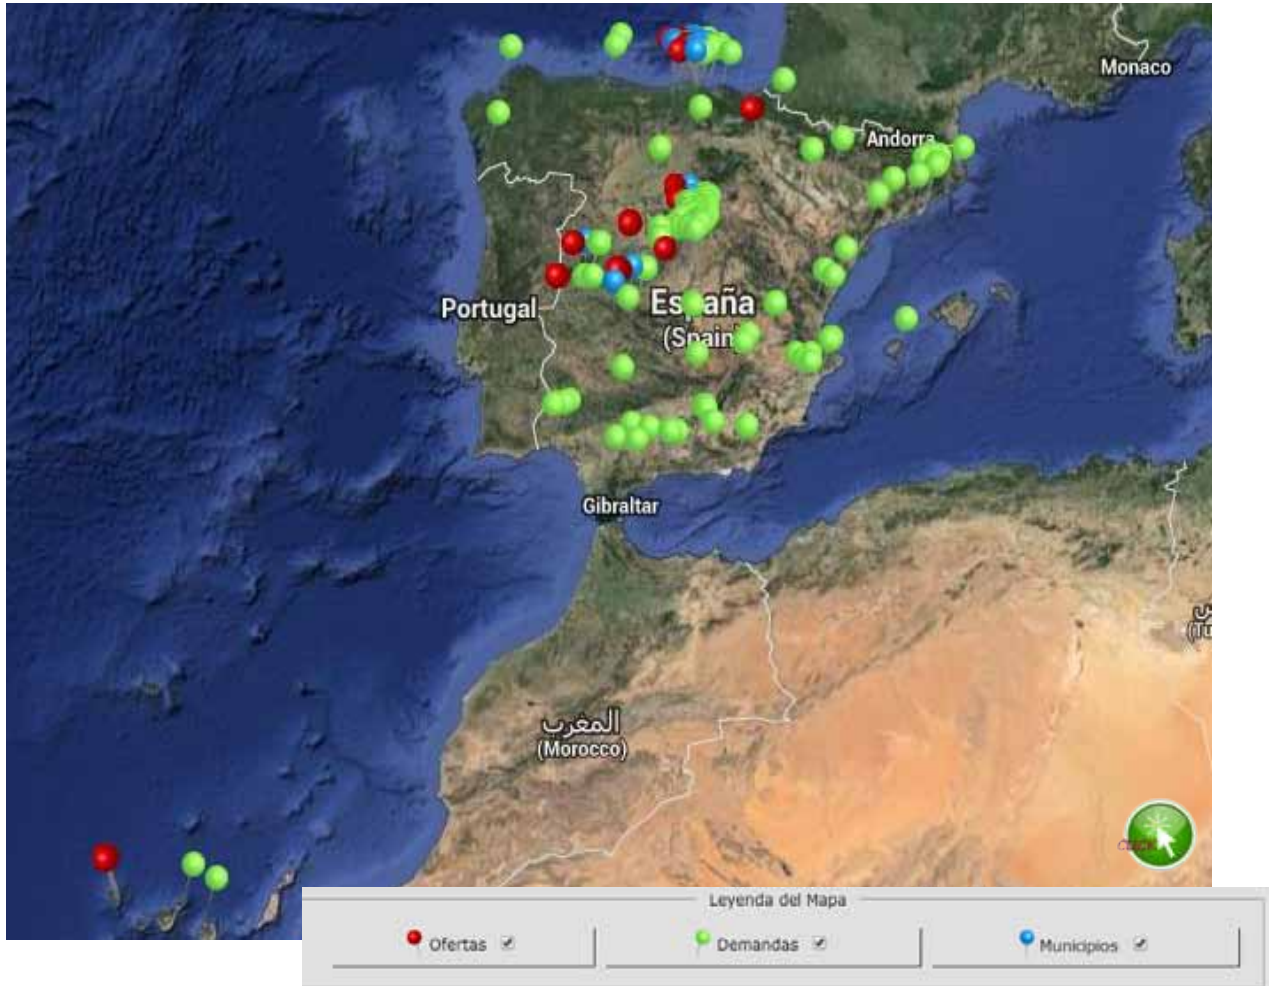 Monaco
Andorra
Portugal
España
(Spain)
Gibraltar
المغرب
(Morocco)
Leyenda del Mapa
Ofertas
Demandas
Municipios